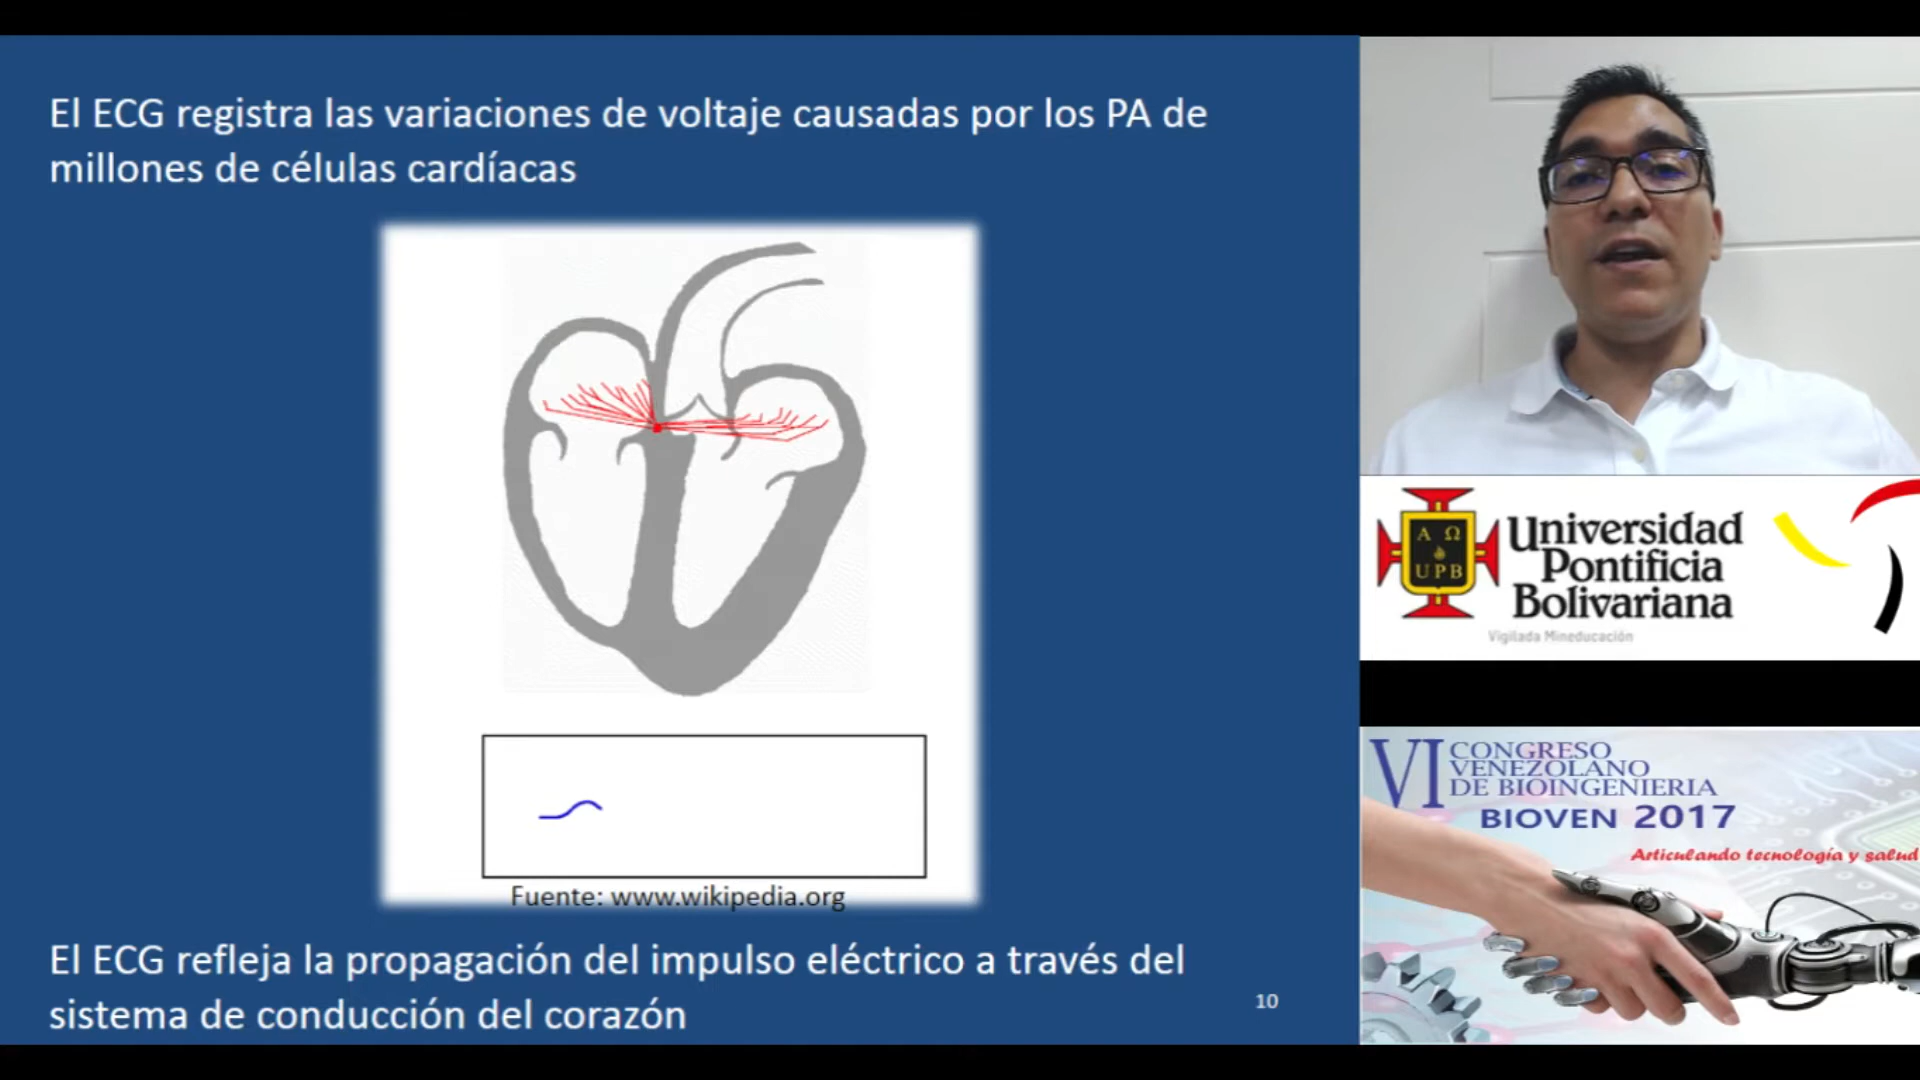 El ECG registra las variaciones de voltaje causadas por los PA de
millones de células cardíacas
Fuente: www.wikipedia.org
El ECG refleja la propagación del impulso eléctrico a través del
sistema de conducción del corazón
10
Α Ω
UPB
Universidad
Pontificia
Bolivariana
Vigilada Mineducación
VI CONGRESO
VENEZOLANO
DE BIOINGENIERIA
BIOVEN 2017
Articulando tecnología y salud